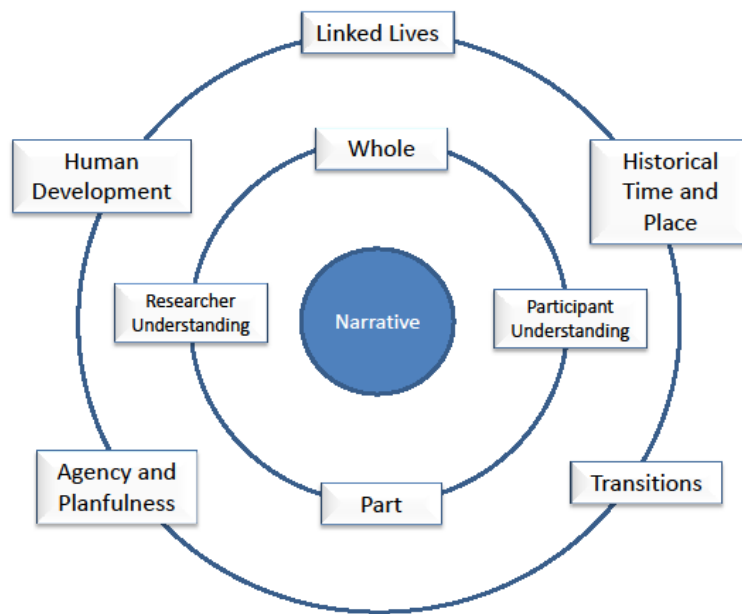 Linked Lives
Human
Development
Whole
Historical
Time and
Place
Researcher
Understanding
Narrative
Participant
Understanding
Agency and
Planfulness
Part
Transitions